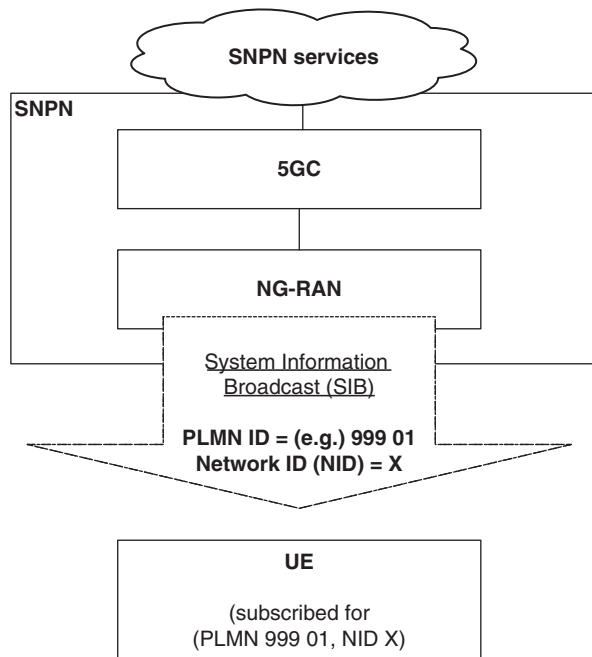 SNPN services
SNPN
5GC
NG-RAN
System Information
Broadcast (SIB)
PLMN ID = (e.g.) 999 01
Network ID (NID) = X
UE
(subscribed for
(PLMN 999 01, NID X)